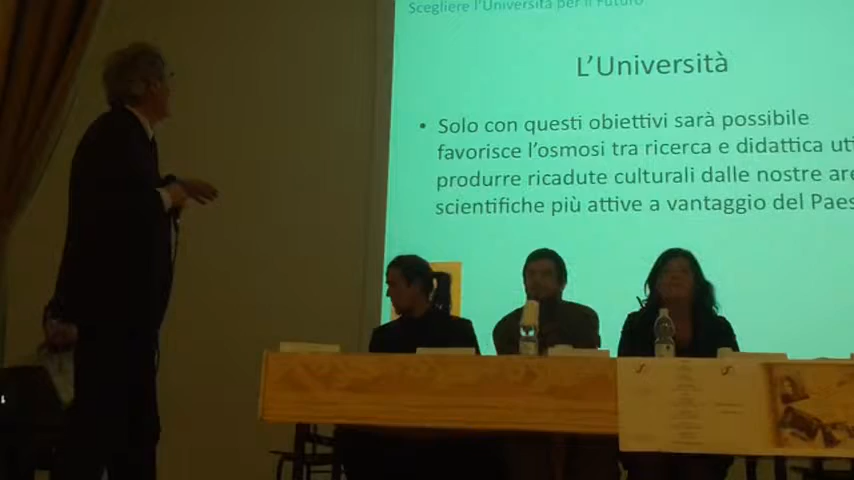 Scegliere l'Università per il Futuro
L'Università
• Solo con questi obiettivi sarà possibile
favorisce l'osmosi tra ricerca e didattica
produrre ricadute culturali dalle nostre
scientifiche più attive a vantaggio del